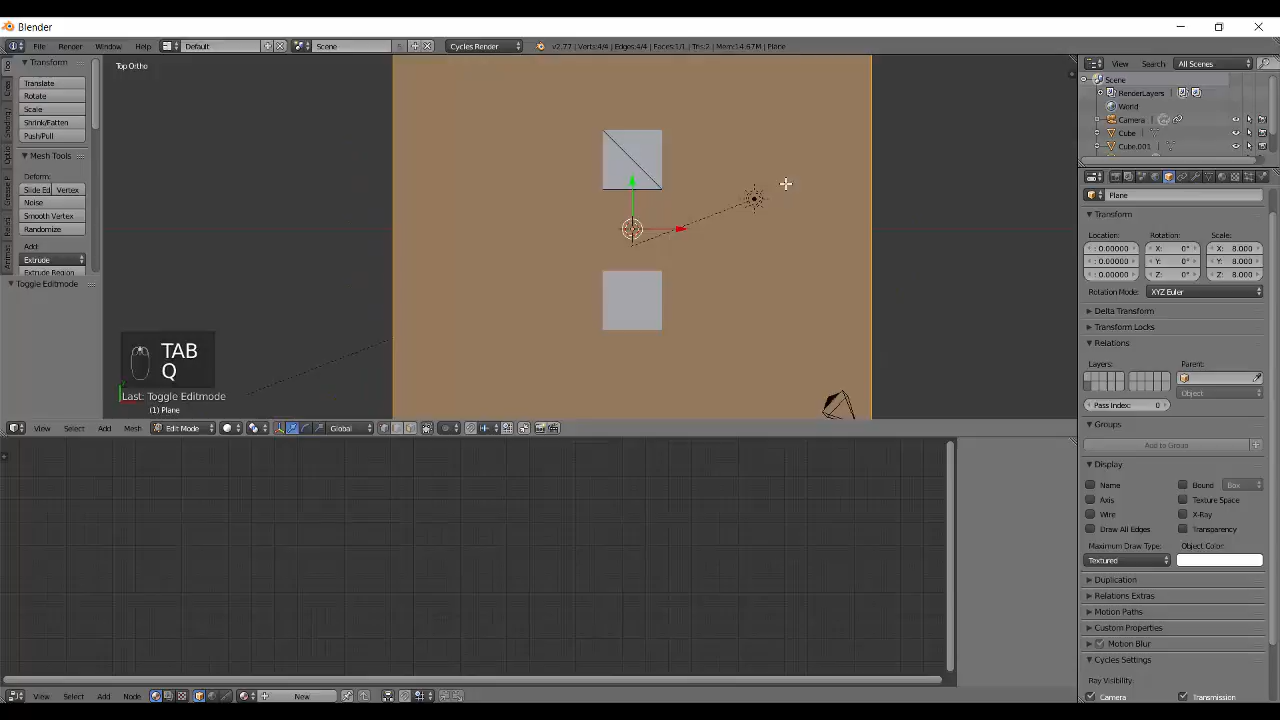 Blender
File Render Window Help Default Scene Cycles Render v2.77 | Verts:4/4 | Edges:4/4 | Faces:1/1 | Tris:2 | Mem:14.67M | Plane
View Search All Scenes
Transform
Translate
Rotate
Scale
Shrink/Fatten
Push/Pull
Mesh Tools
Deform:
Slide Ed Vertex
Noise
Smooth Vertex
Randomize
Add:
Extrude
Extrude Region
Toggle Editmode
Top Ortho
TAB
Q
Last: Toggle Editmode
(1) Plane
View Select Add Mesh Edit Mode Global
Scene
RenderLayers
World
Camera
Cube
Cube.001
Plane
Transform
Location: Rotation: Scale:
: 0.00000 X: 0° X: 8.000
: 0.00000 Y: 0° Y: 8.000
: 0.00000 Z: 0° Z: 8.000
Rotation Mode: XYZ Euler
Delta Transform
Transform Locks
Relations
Layers: Parent:
Object
Pass Index: 0
Groups
Add to Group
Display
Name Bound Box
Axis Texture Space
Wire X-Ray
Draw All Edges Transparency
Maximum Draw Type: Object Color:
Textured
Duplication
Relations Extras
Motion Paths
Custom Properties
Motion Blur
Cycles Settings
Ray Visibility:
Camera Transmission
View Select Add Node New